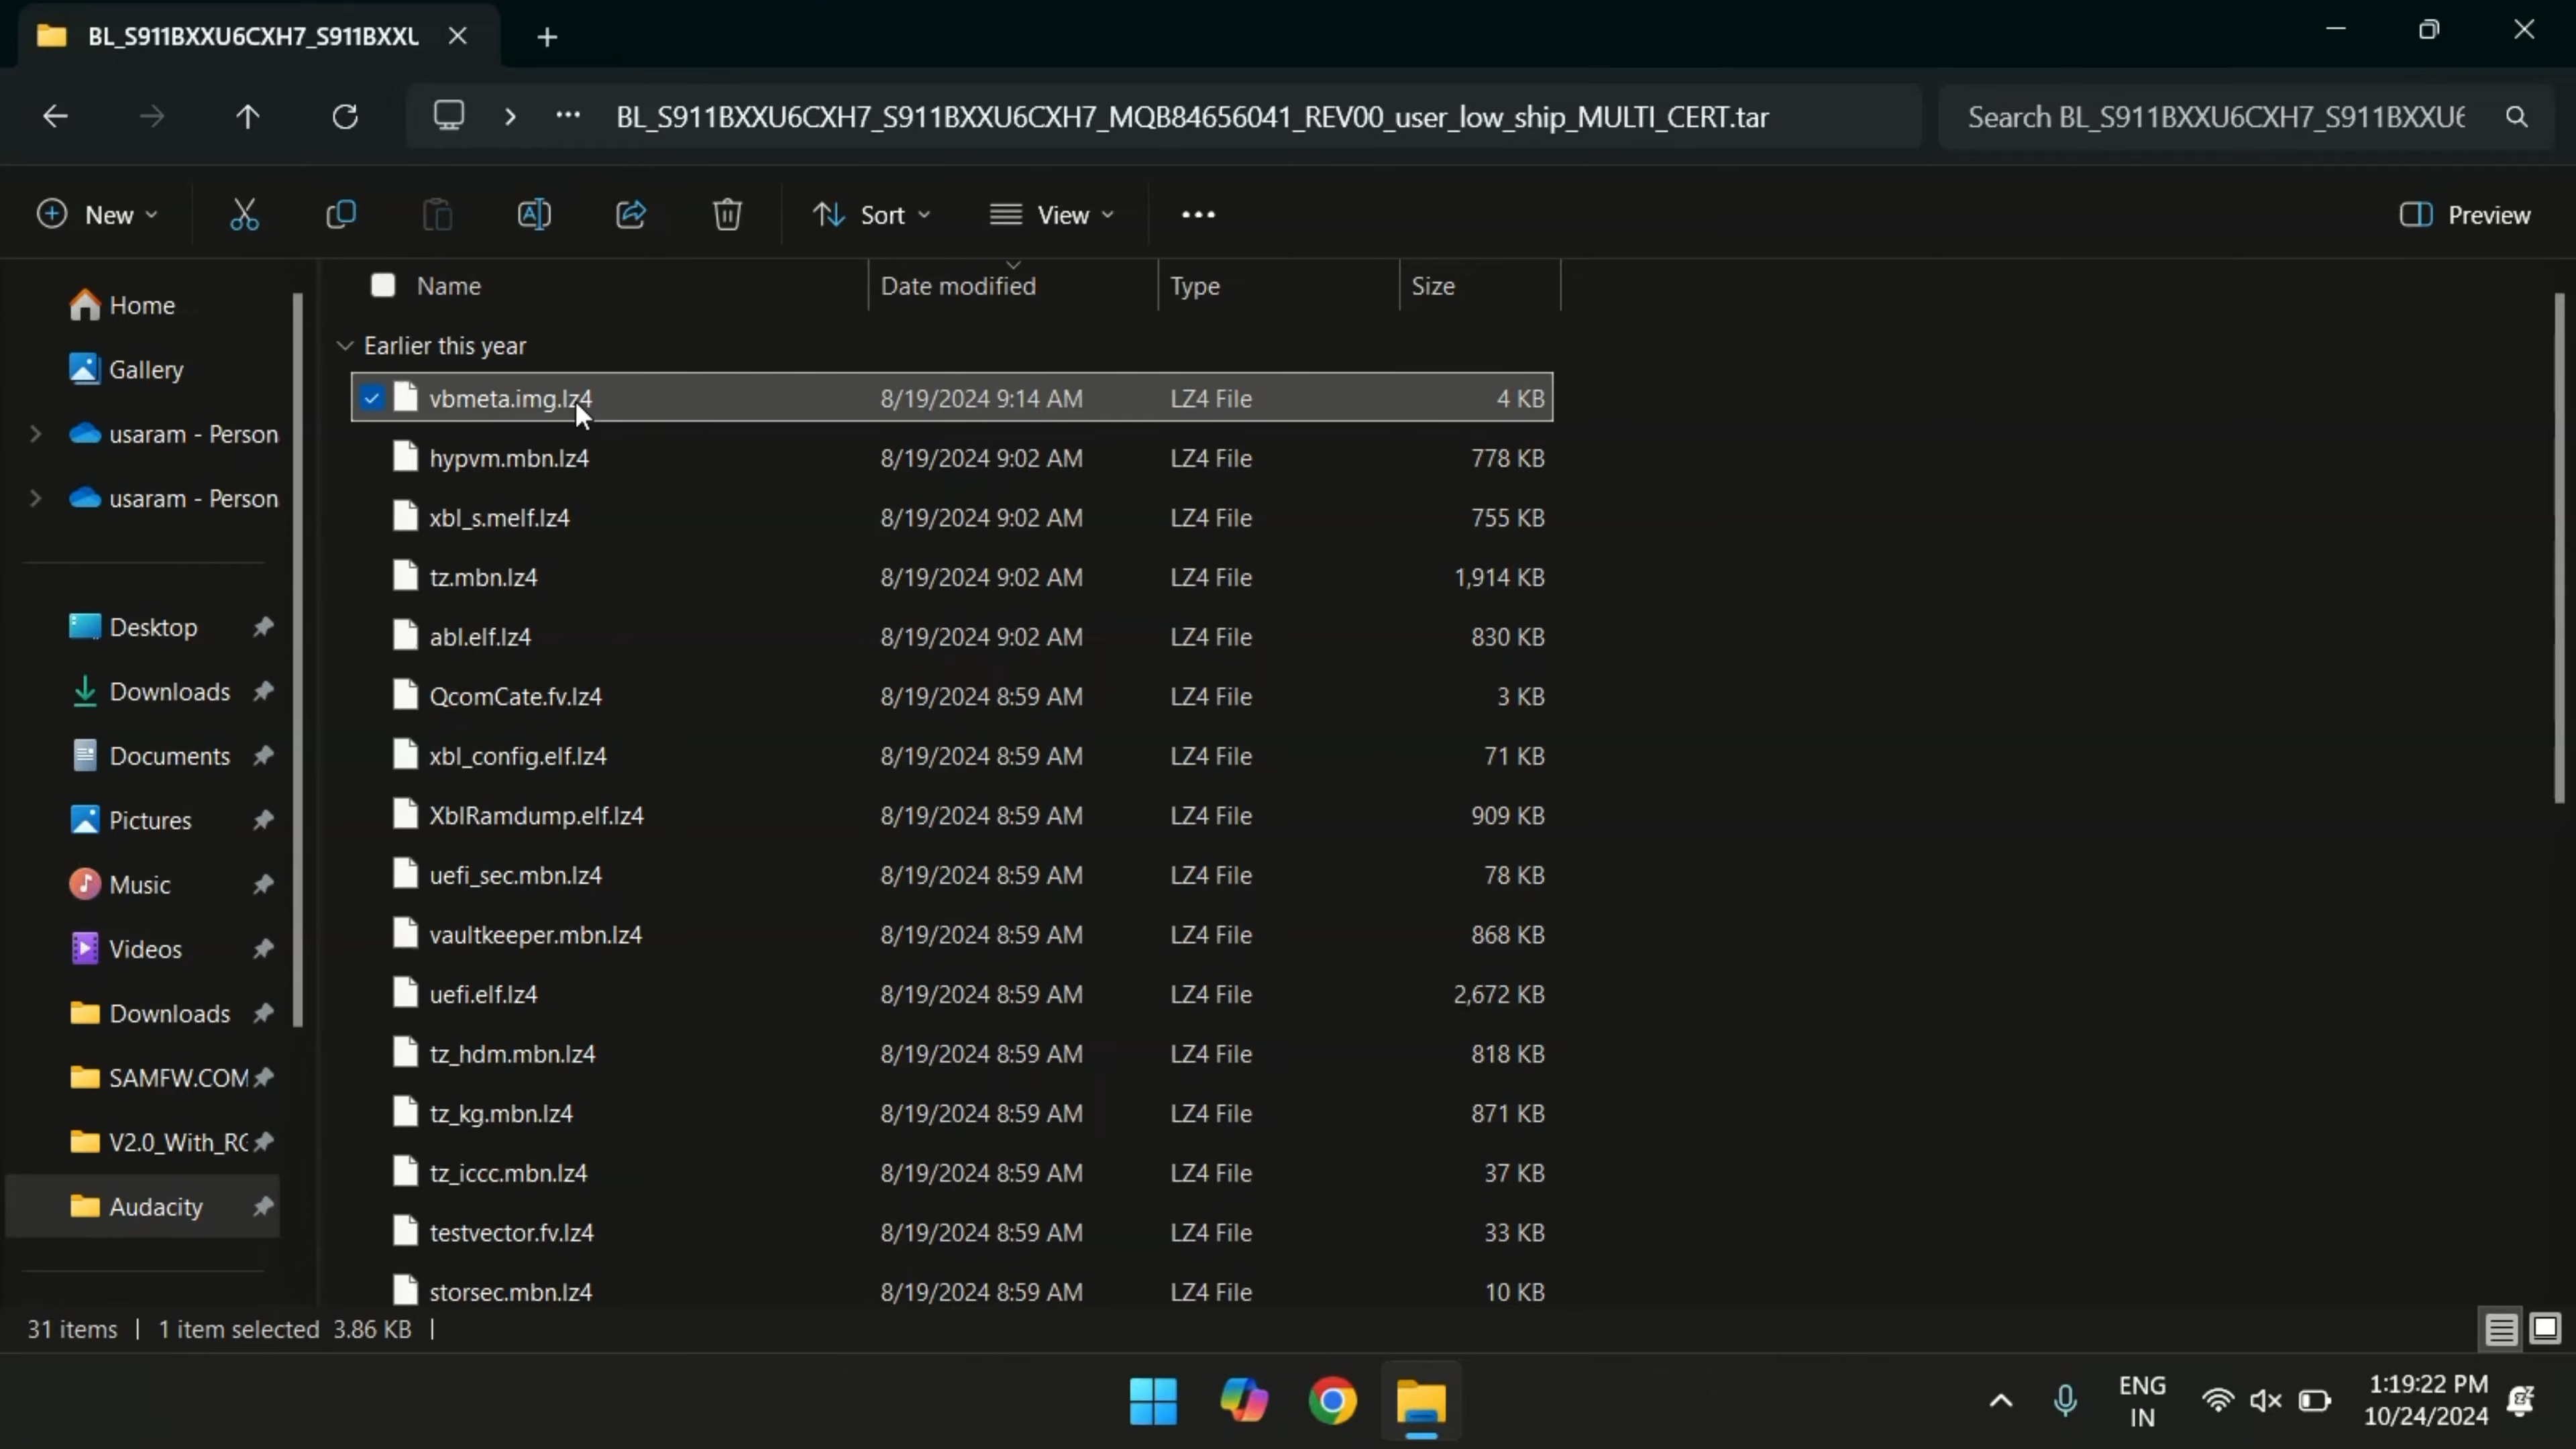 BL_S911BXXU6CXH7_S911BXXU
BL_S911BXXU6CXH7_S911BXXU6CXH7_MQB84656041_REV00_user_low_ship_MULTI_CERT.tar
Search BL_S911BXXU6CXH7_S911BXXU6
New
Sort
View
Preview
Name Date modified Type Size
Home
Gallery
usaram - Person
usaram - Person
Desktop
Downloads
Documents
Pictures
Music
Videos
Downloads
SAMFW.COM
V2.0_With_RC
Audacity
Earlier this year
vbmeta.img.lz4 8/19/2024 9:14 AM LZ4 File 4 KB
hypvm.mbn.lz4 8/19/2024 9:02 AM LZ4 File 778 KB
xbl_s.melf.lz4 8/19/2024 9:02 AM LZ4 File 755 KB
tz.mbn.lz4 8/19/2024 9:02 AM LZ4 File 1,914 KB
abl.elf.lz4 8/19/2024 9:02 AM LZ4 File 830 KB
QcomCate.fv.lz4 8/19/2024 8:59 AM LZ4 File 3 KB
xbl_config.elf.lz4 8/19/2024 8:59 AM LZ4 File 71 KB
XblRamdump.elf.lz4 8/19/2024 8:59 AM LZ4 File 909 KB
uefi_sec.mbn.lz4 8/19/2024 8:59 AM LZ4 File 78 KB
vaultkeeper.mbn.lz4 8/19/2024 8:59 AM LZ4 File 868 KB
uefi.elf.lz4 8/19/2024 8:59 AM LZ4 File 2,672 KB
tz_hdm.mbn.lz4 8/19/2024 8:59 AM LZ4 File 818 KB
tz_kg.mbn.lz4 8/19/2024 8:59 AM LZ4 File 871 KB
tz_iccc.mbn.lz4 8/19/2024 8:59 AM LZ4 File 37 KB
testvector.fv.lz4 8/19/2024 8:59 AM LZ4 File 33 KB
storsec.mbn.lz4 8/19/2024 8:59 AM LZ4 File 10 KB
31 items 1 item selected 3.86 KB
ENG
IN
1:19:22 PM
10/24/2024